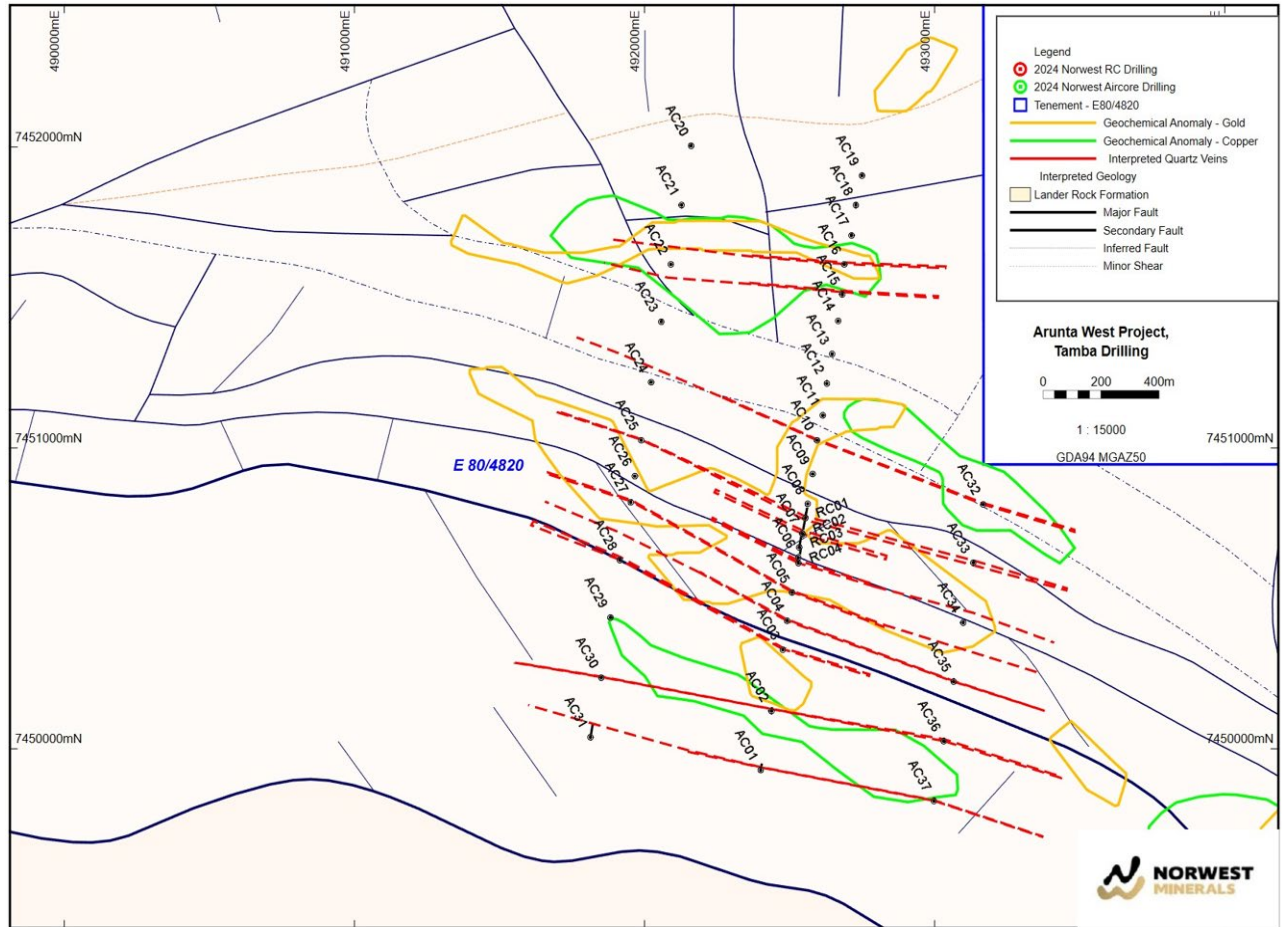 490000mE
491000mE
492000mE
493000mE
Legend
2024 Norwest RC Drilling
2024 Norwest Aircore Drilling
Tenement - E80/4820
Geochemical Anomaly - Gold
Geochemical Anomaly - Copper
Interpreted Quartz Veins
Interpreted Geology
Lander Rock Formation
Major Fault
Secondary Fault
Inferred Fault
Minor Shear
Arunta West Project,
Tamba Drilling
0 200 400m
1 : 15000
GDA94 MGAZ50
7452000mN
7451000mN
7451000mN
7450000mN
7450000mN
E 80/4820
AC20
AC19
AC21
AC18
AC17
AC22
AC16
AC15
AC23
AC14
AC13
AC24
AC12
AC11
AC25
AC10
AC26
AC09
AC32
AC27
AC08
AC07
RC01
RC02
AC06
RC03
RC04
AC28
AC33
AC05
AC29
AC04
AC34
AC03
AC30
AC35
AC02
AC31
AC36
AC01
AC37
NORWEST
MINERALS